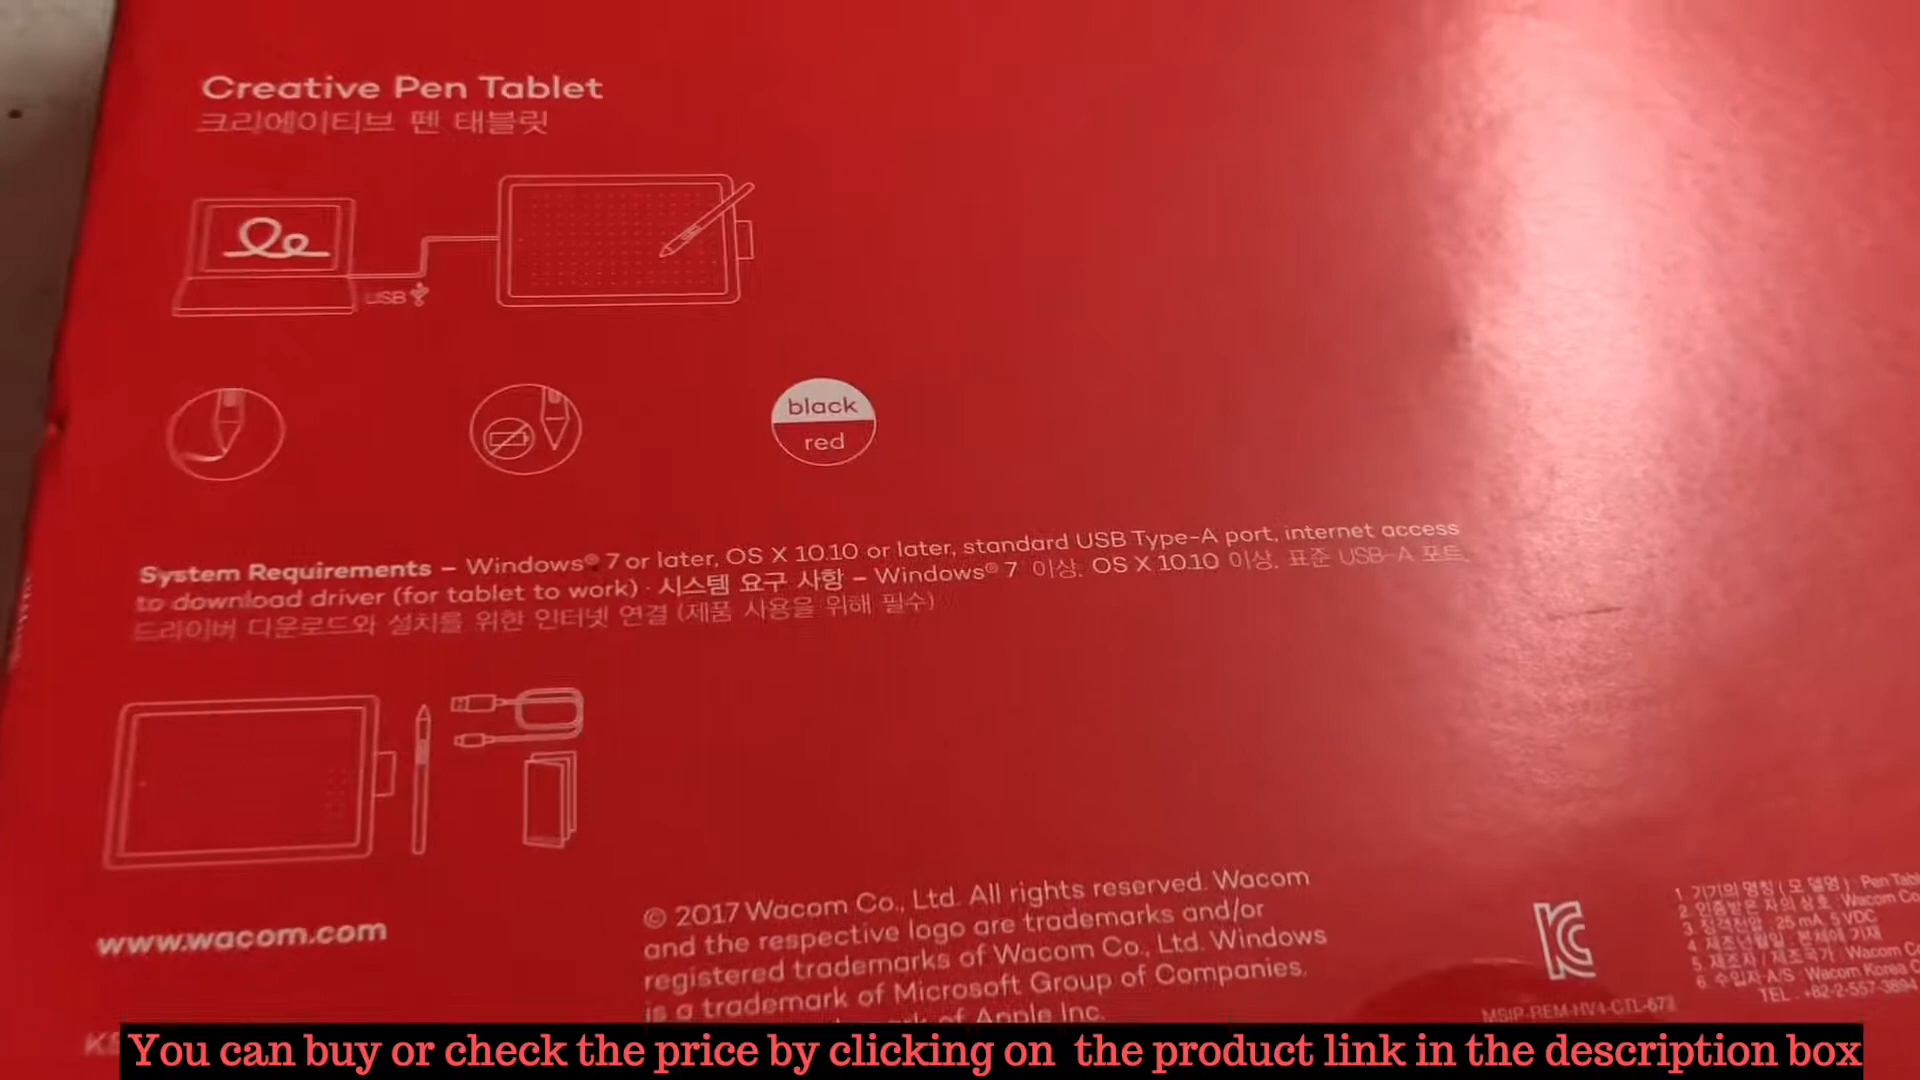 Creative Pen Tablet
크리에이티브 펜 태블릿
USB
black
red
System Requirements – Windows® 7 or later, OS X 10.10 or later, standard USB Type-A port, internet access
to download driver (for tablet to work) · 시스템 요구 사항 – Windows® 7 이상, OS X 10.10 이상, 표준 USB-A 포트,
드라이버 다운로드와 설치를 위한 인터넷 연결 (제품 사용을 위해 필수)
www.wacom.com
© 2017 Wacom Co., Ltd. All rights reserved. Wacom
and the respective logo are trademarks and/or
registered trademarks of Wacom Co., Ltd. Windows
is a trademark of Microsoft Group of Companies.
of Apple Inc.
MSIP-REM-HV4-CTL-672
1. 기기의 명칭 ( 모 델명 ) : Pen
2. 인증받은 자의 상호 : Wacom
3. 정격전압 : 25 mA, 5 VDC
4. 제조년월일 : 본체에 기재
5. 제조자 / 제조국가 : Wacom
6. 수입자 A/S : Wacom Korea
TEL : +82-2-557-3894
You can buy or check the price by clicking on the product link in the description box